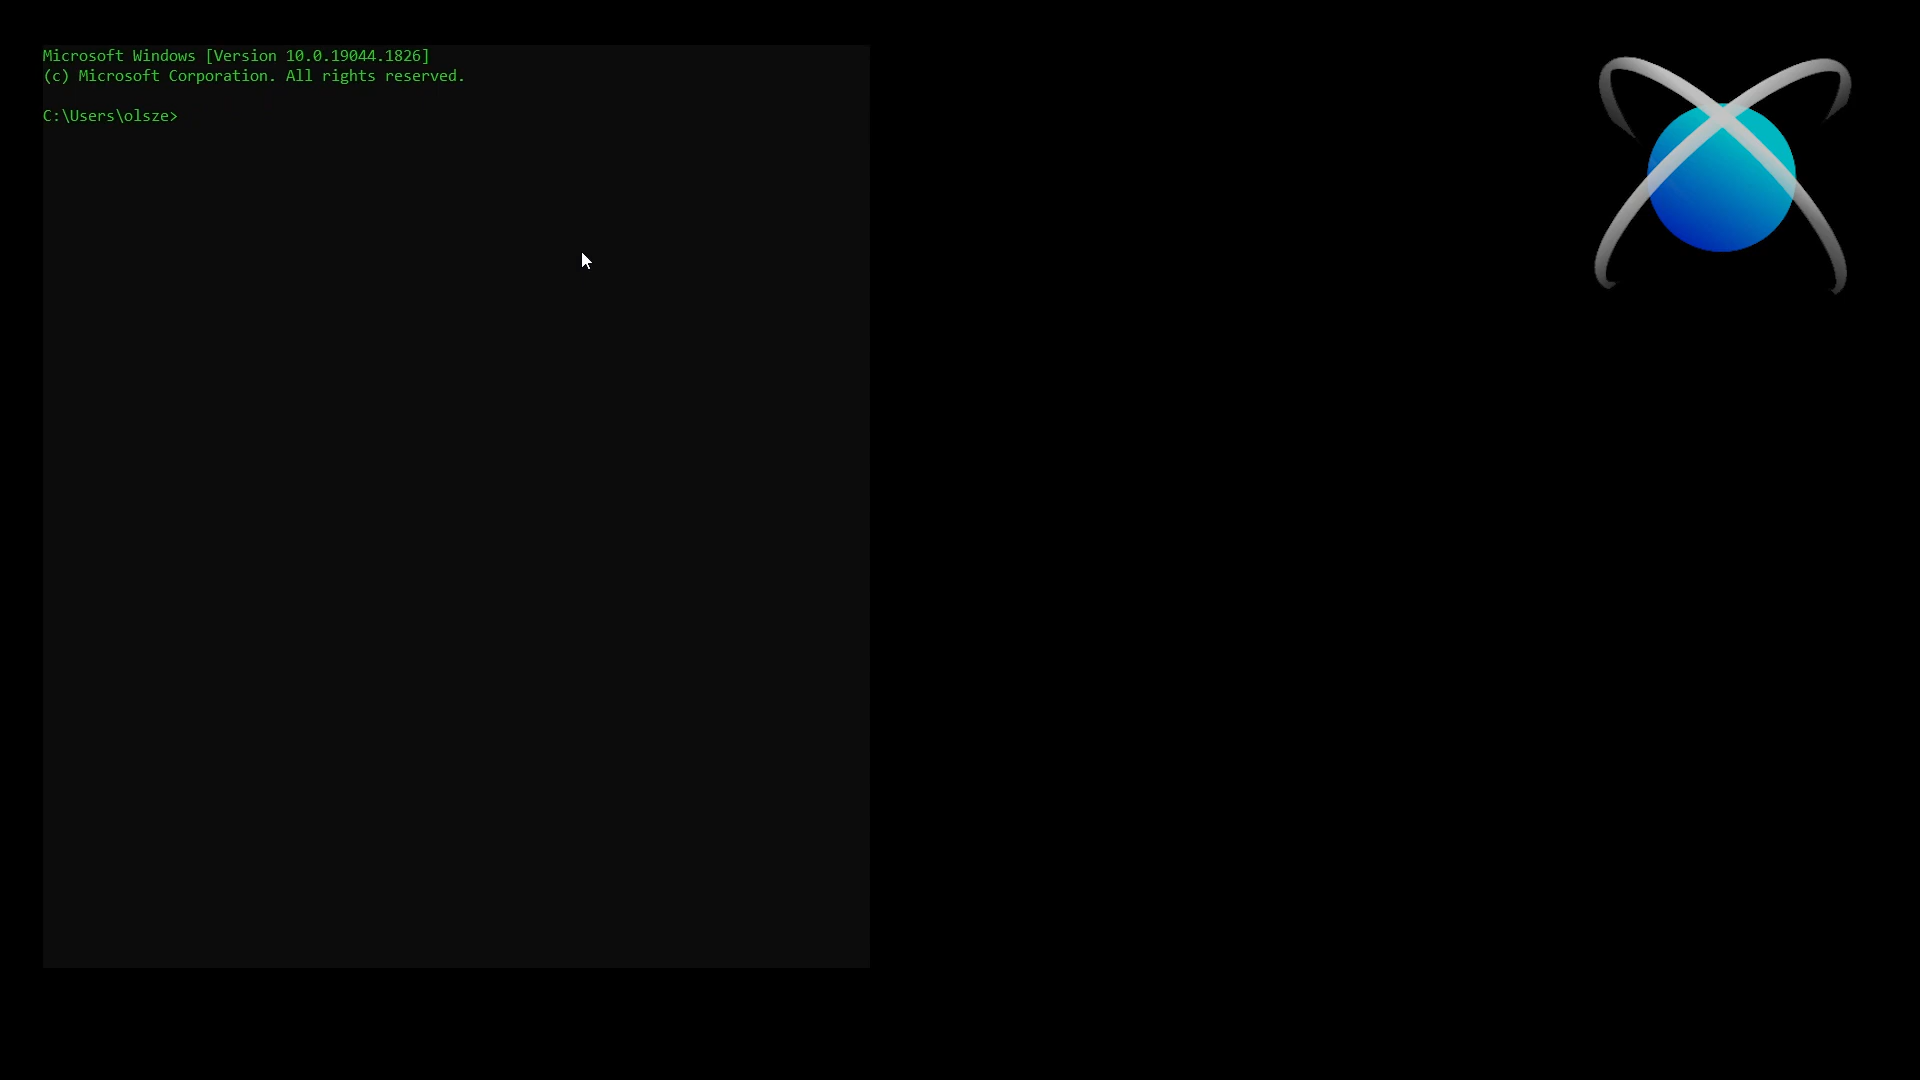 Microsoft Windows [Version 10.0.19044.1826]
(c) Microsoft Corporation. All rights reserved.
C:\Users\olsze>